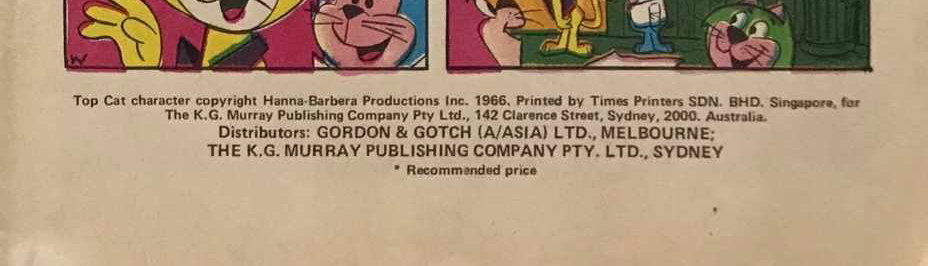 W
Top Cat character copyright Hanna-Barbera Productions Inc. 1966. Printed by Times Printers SDN. BHD. Singapore, for
The K.G. Murray Publishing Company Pty Ltd., 142 Clarence Street, Sydney, 2000. Australia.
Distributors: GORDON & GOTCH (A/ASIA) LTD., MELBOURNE;
THE K.G. MURRAY PUBLISHING COMPANY PTY. LTD., SYDNEY
* Recommended price